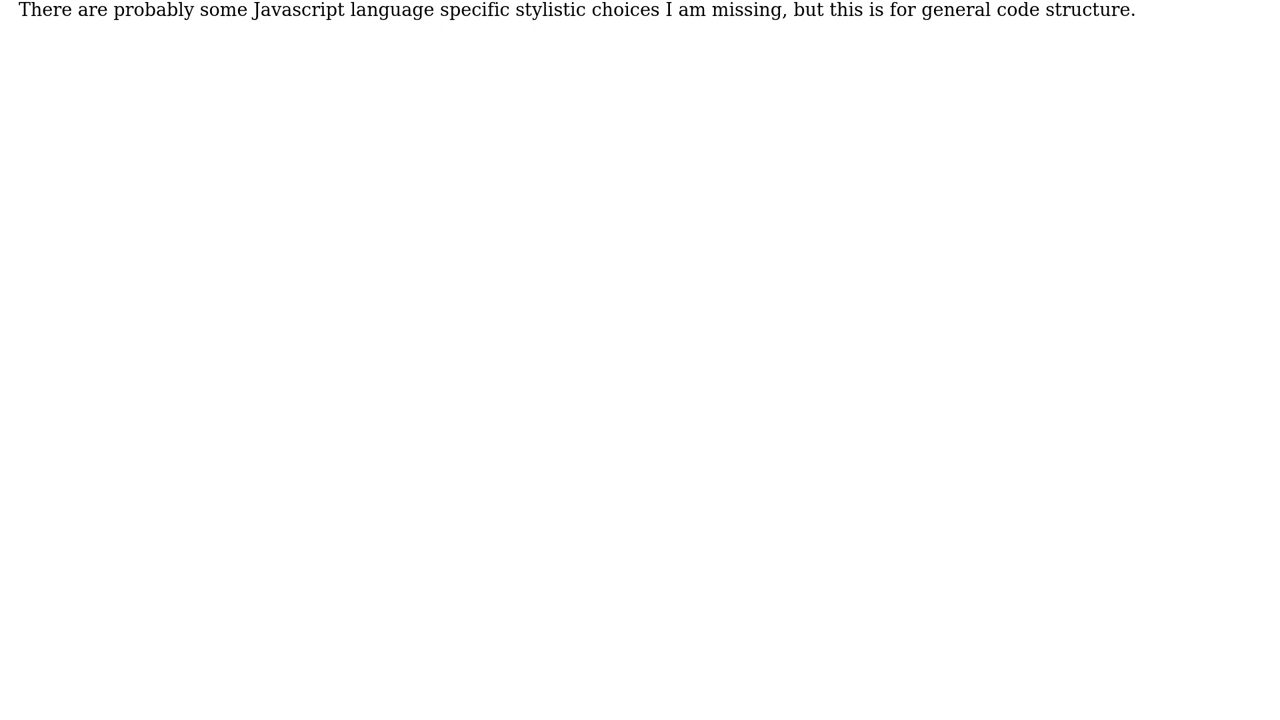 There are probably some Javascript language specific stylistic choices I am missing, but this is for general code structure.